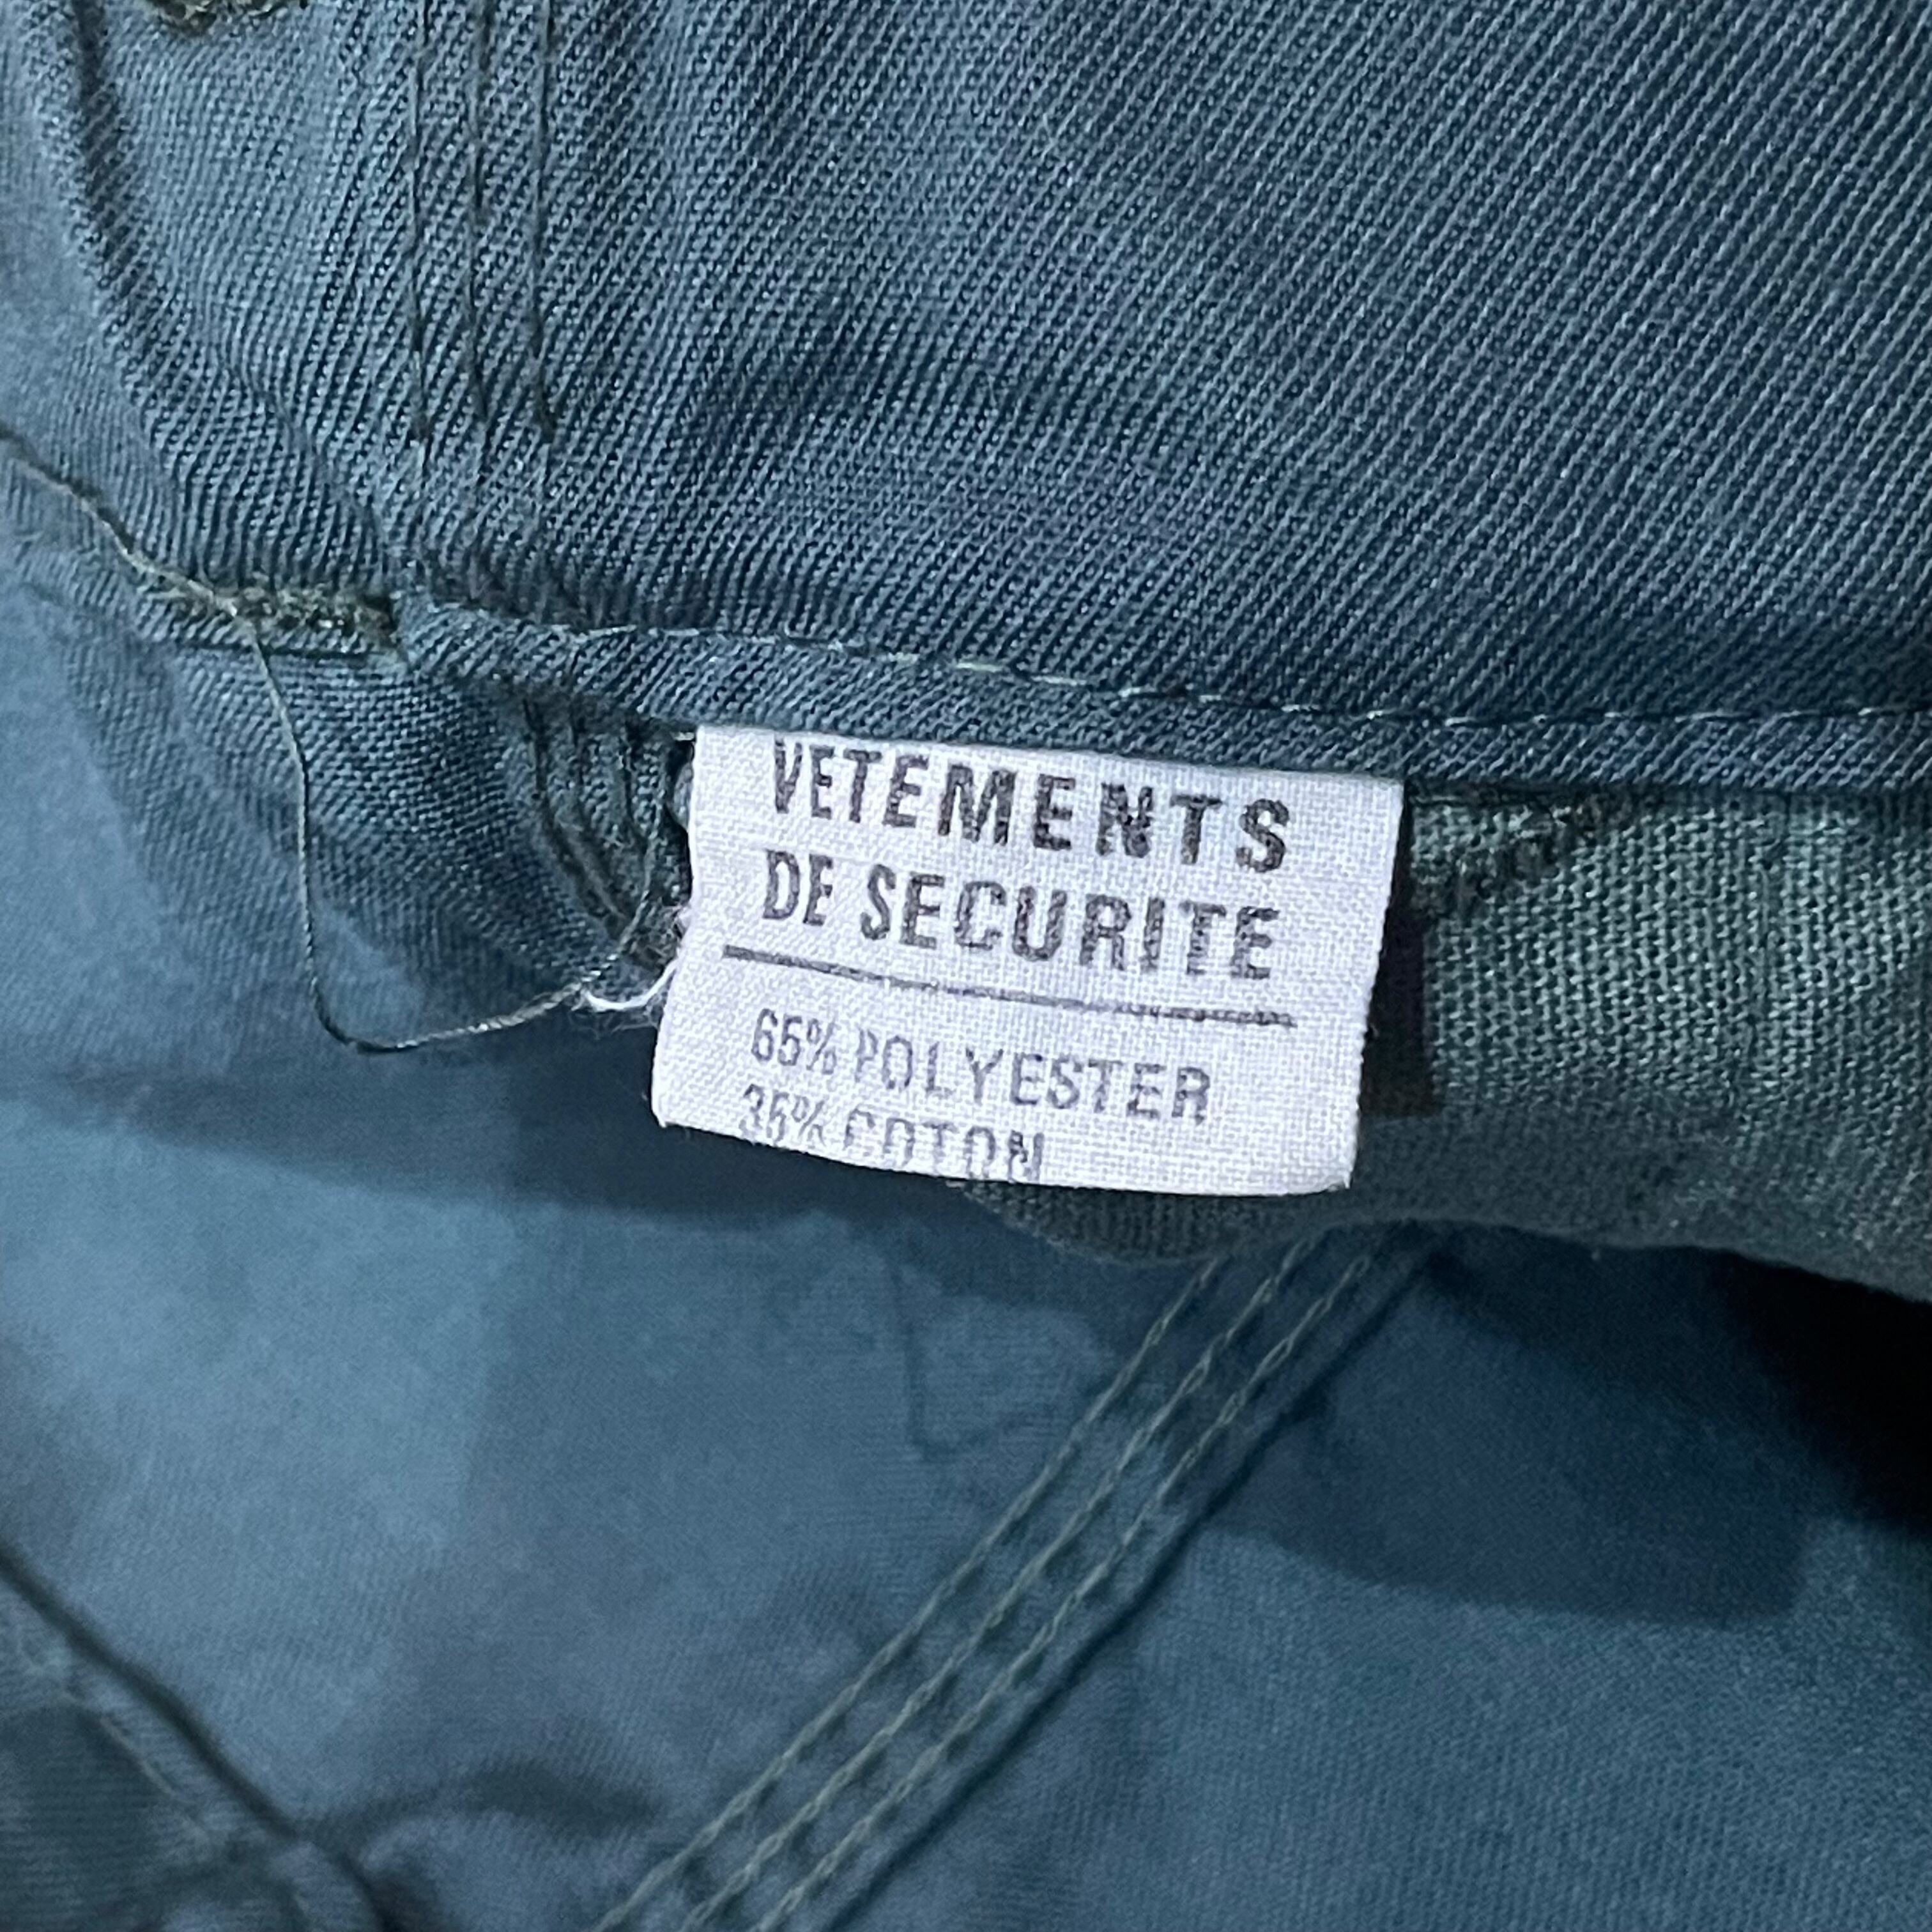 VETEMENTS
DE SECURITE
65% POLYESTER
35% COTON